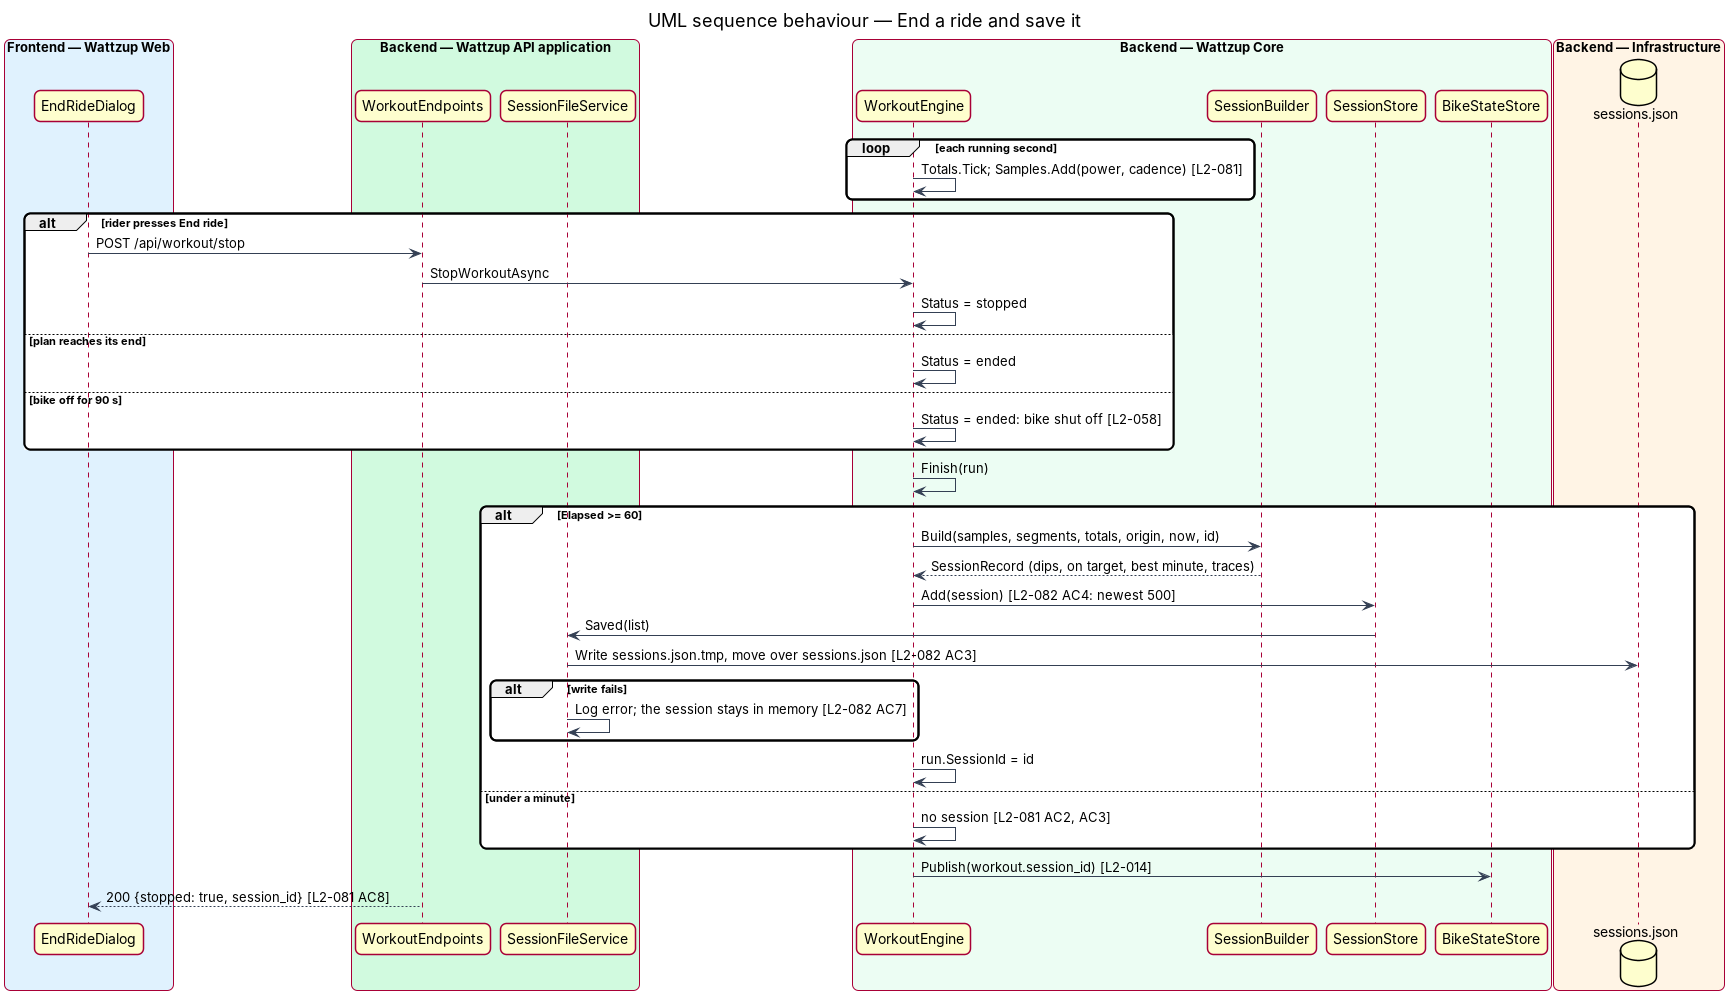 UML sequence behaviour — End a ride and save it
Frontend — Wattzup Web
Backend — Wattzup API application
Backend — Wattzup Core
Backend — Infrastructure
EndRideDialog
WorkoutEndpoints
SessionFileService
WorkoutEngine
SessionBuilder
SessionStore
BikeStateStore
sessions.json
loop
[each running second]
Totals.Tick; Samples.Add(power, cadence) [L2-081]
alt
[rider presses End ride]
POST /api/workout/stop
StopWorkoutAsync
Status = stopped
[plan reaches its end]
Status = ended
[bike off for 90 s]
Status = ended: bike shut off [L2-058]
Finish(run)
alt
[Elapsed >= 60]
Build(samples, segments, totals, origin, now, id)
SessionRecord (dips, on target, best minute, traces)
Add(session) [L2-082 AC4: newest 500]
Saved(list)
Write sessions.json.tmp, move over sessions.json [L2-082 AC3]
alt
[write fails]
Log error; the session stays in memory [L2-082 AC7]
run.SessionId = id
[under a minute]
no session [L2-081 AC2, AC3]
Publish(workout.session_id) [L2-014]
200 {stopped: true, session_id} [L2-081 AC8]
EndRideDialog
WorkoutEndpoints
SessionFileService
WorkoutEngine
SessionBuilder
SessionStore
BikeStateStore
sessions.json